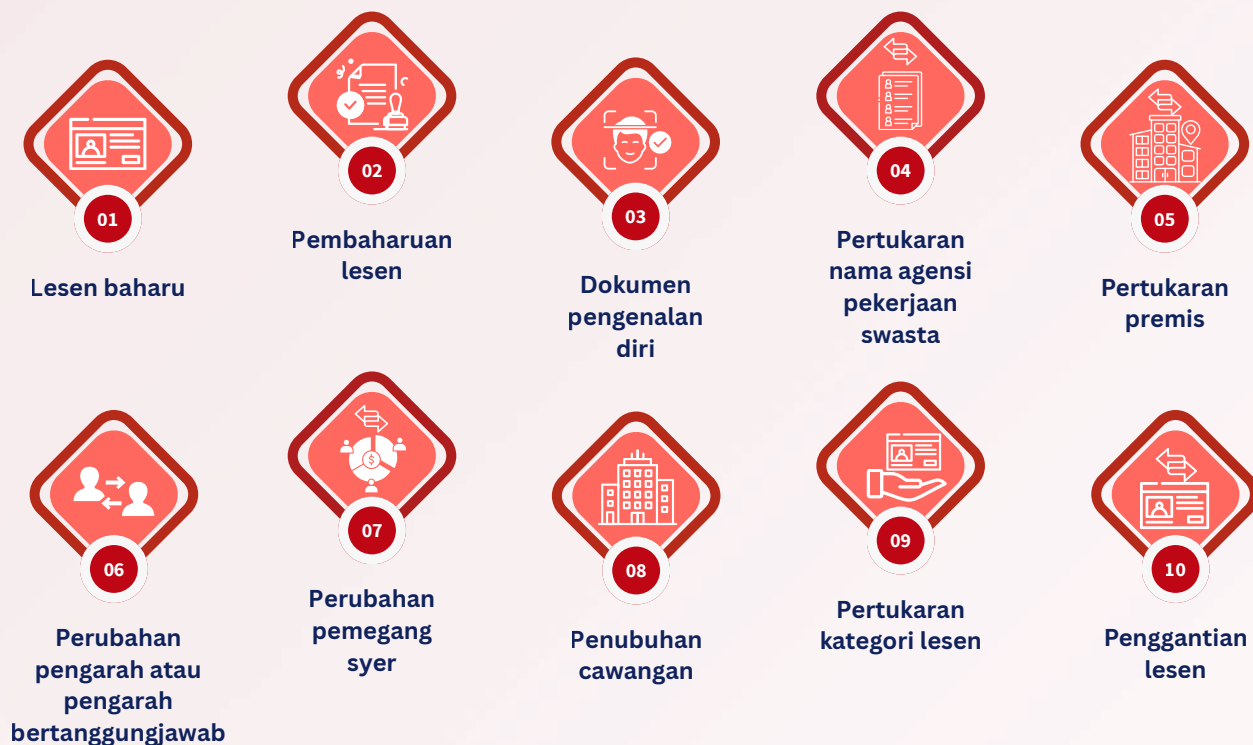 01
Lesen baharu
02
Pembaharuan
lesen
03
Dokumen
pengenalan
diri
04
Pertukaran
nama agensi
pekerjaan
swasta
05
Pertukaran
premis
06
Perubahan
pengarah atau
pengarah
bertanggungjawab
07
Perubahan
pemegang
syer
$
08
Penubuhan
cawangan
09
Pertukaran
kategori lesen
10
Penggantian
lesen